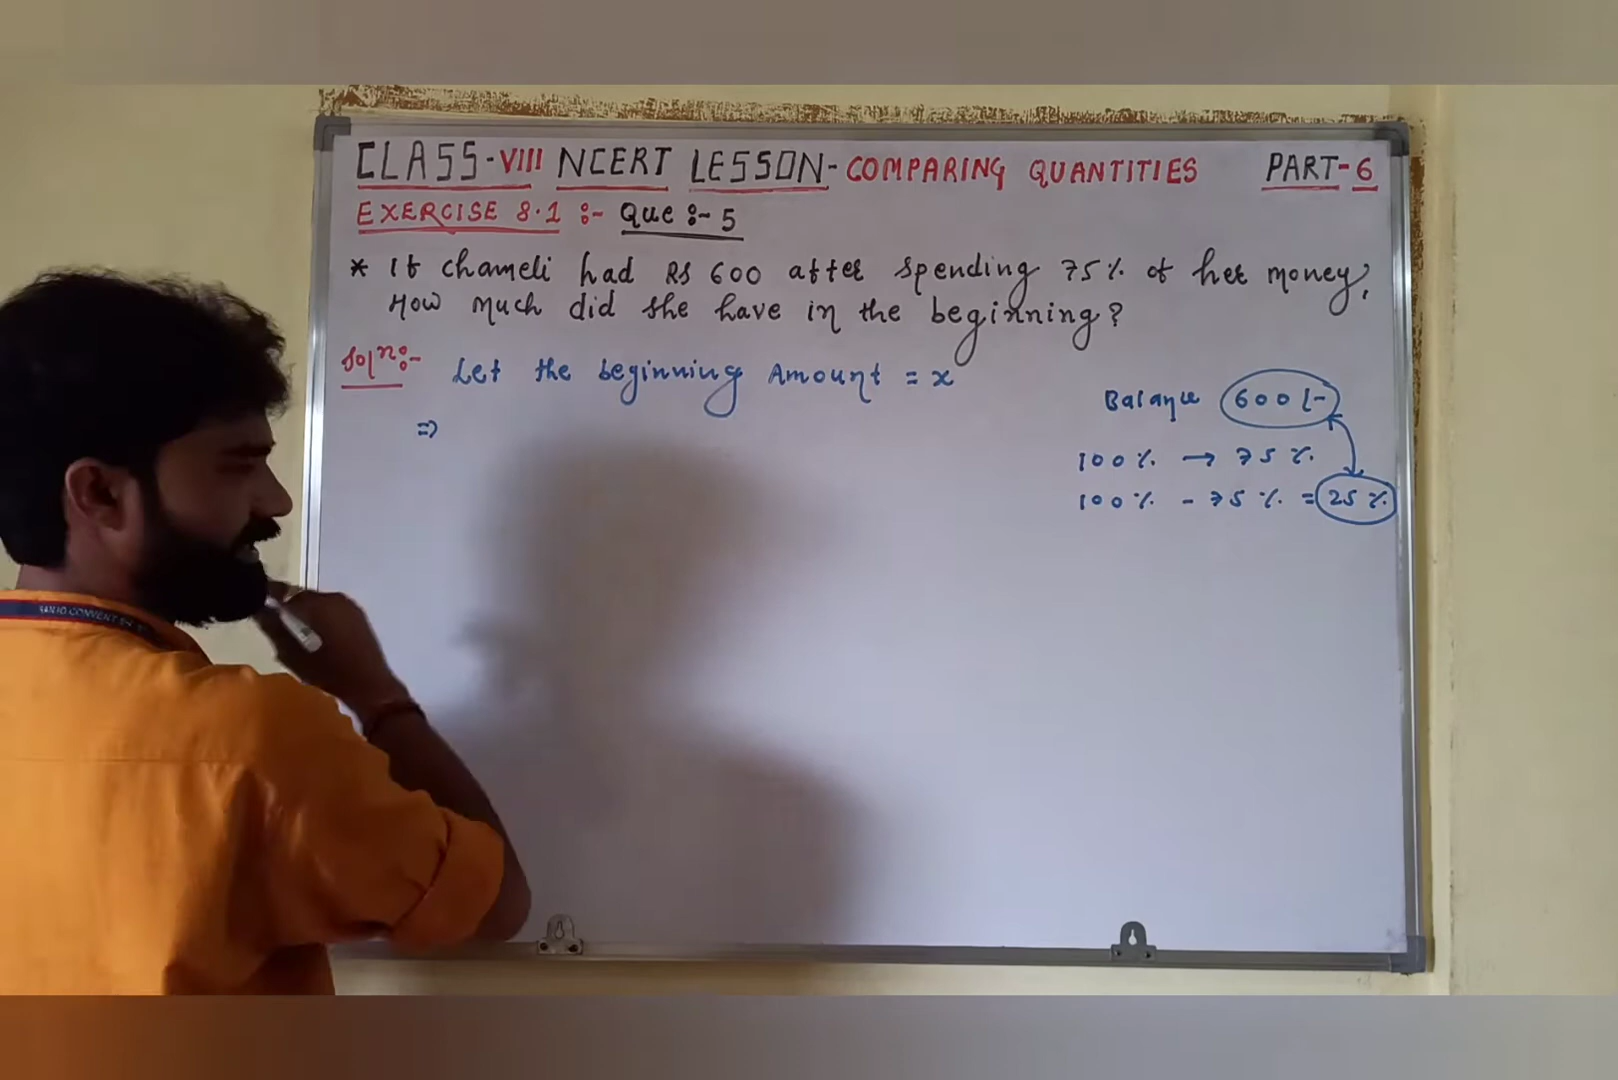 CLASS-VIII NCERT LESSON- COMPARING QUANTITIES PART-6
EXERCISE 8.1 :- Que :- 5
* If chameli had Rs 600 after spending 75% of her money,
How much did she have in the beginning?
Soln:- Let the beginning Amount = x
=>
Balance 600/-
100% → 75%
100% - 75% = 25%
CONVENT